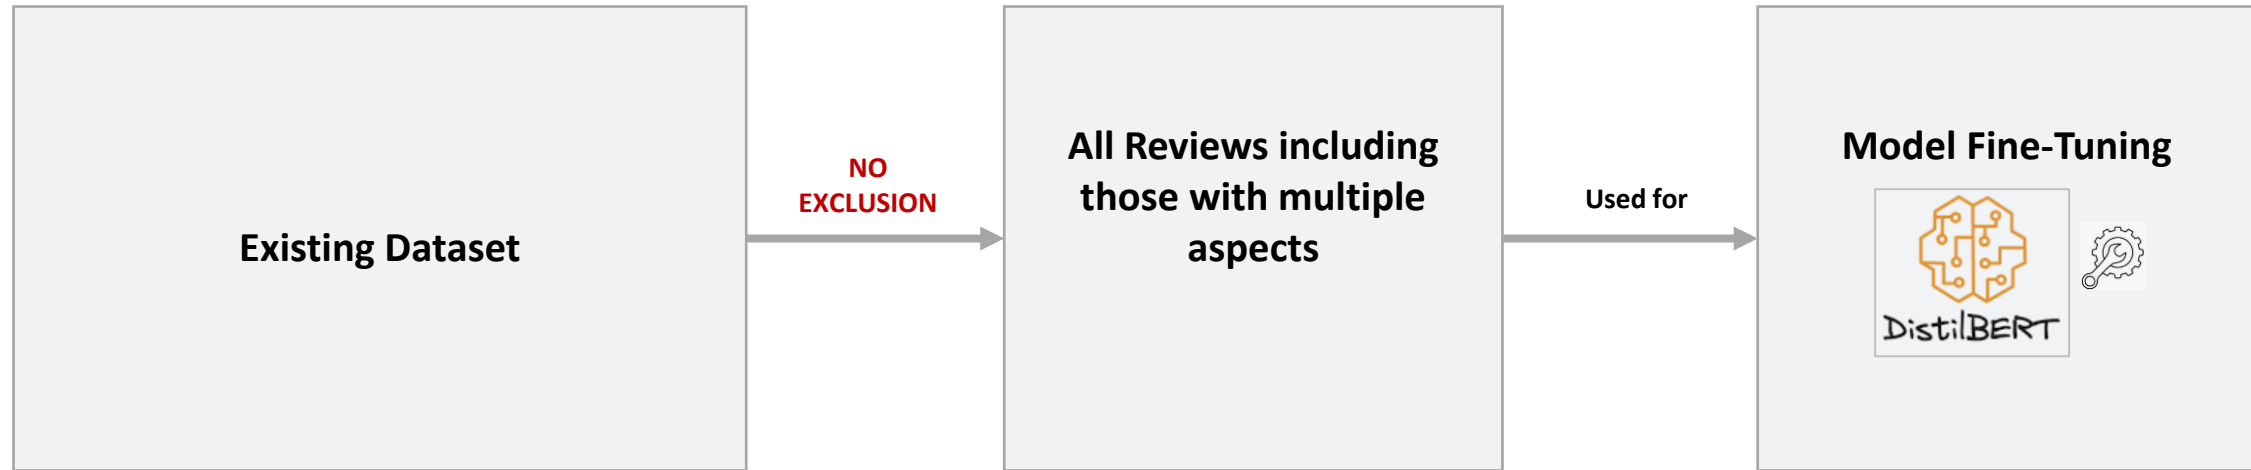 Existing Dataset
NO
EXCLUSION
All Reviews including
those with multiple
aspects
Used for
Model Fine-Tuning
DistilBERT